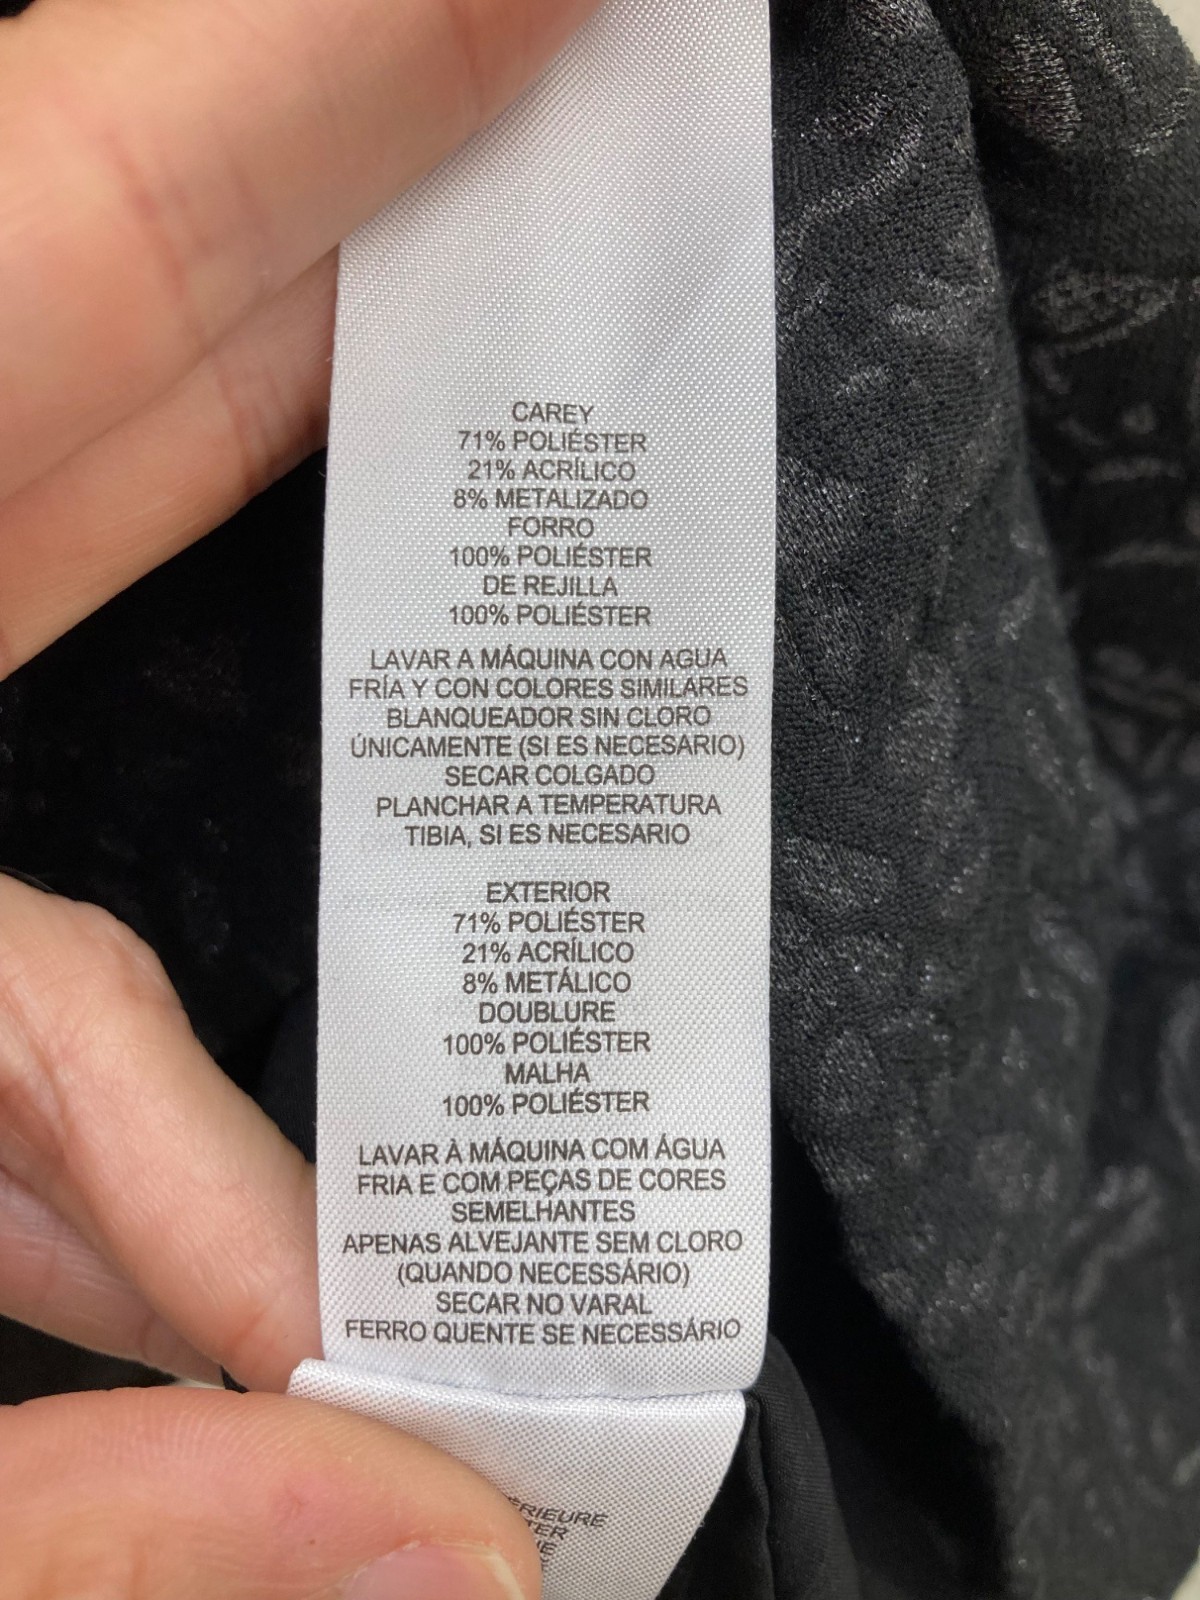 CAREY
71% POLIÉSTER
21% ACRÍLICO
8% METALIZADO
FORRO
100% POLIÉSTER
DE REJILLA
100% POLIÉSTER
LAVAR A MÁQUINA CON AGUA
FRÍA Y CON COLORES SIMILARES
BLANQUEADOR SIN CLORO
ÚNICAMENTE (SI ES NECESARIO)
SECAR COLGADO
PLANCHAR A TEMPERATURA
TIBIA, SI ES NECESARIO
EXTERIOR
71% POLIÉSTER
21% ACRÍLICO
8% METÁLICO
DOUBLURE
100% POLIÉSTER
MALHA
100% POLIÉSTER
LAVAR À MÁQUINA COM ÁGUA
FRIA E COM PEÇAS DE CORES
SEMELHANTES
APENAS ALVEJANTE SEM CLORO
(QUANDO NECESSÁRIO)
SECAR NO VARAL
FERRO QUENTE SE NECESSÁRIO